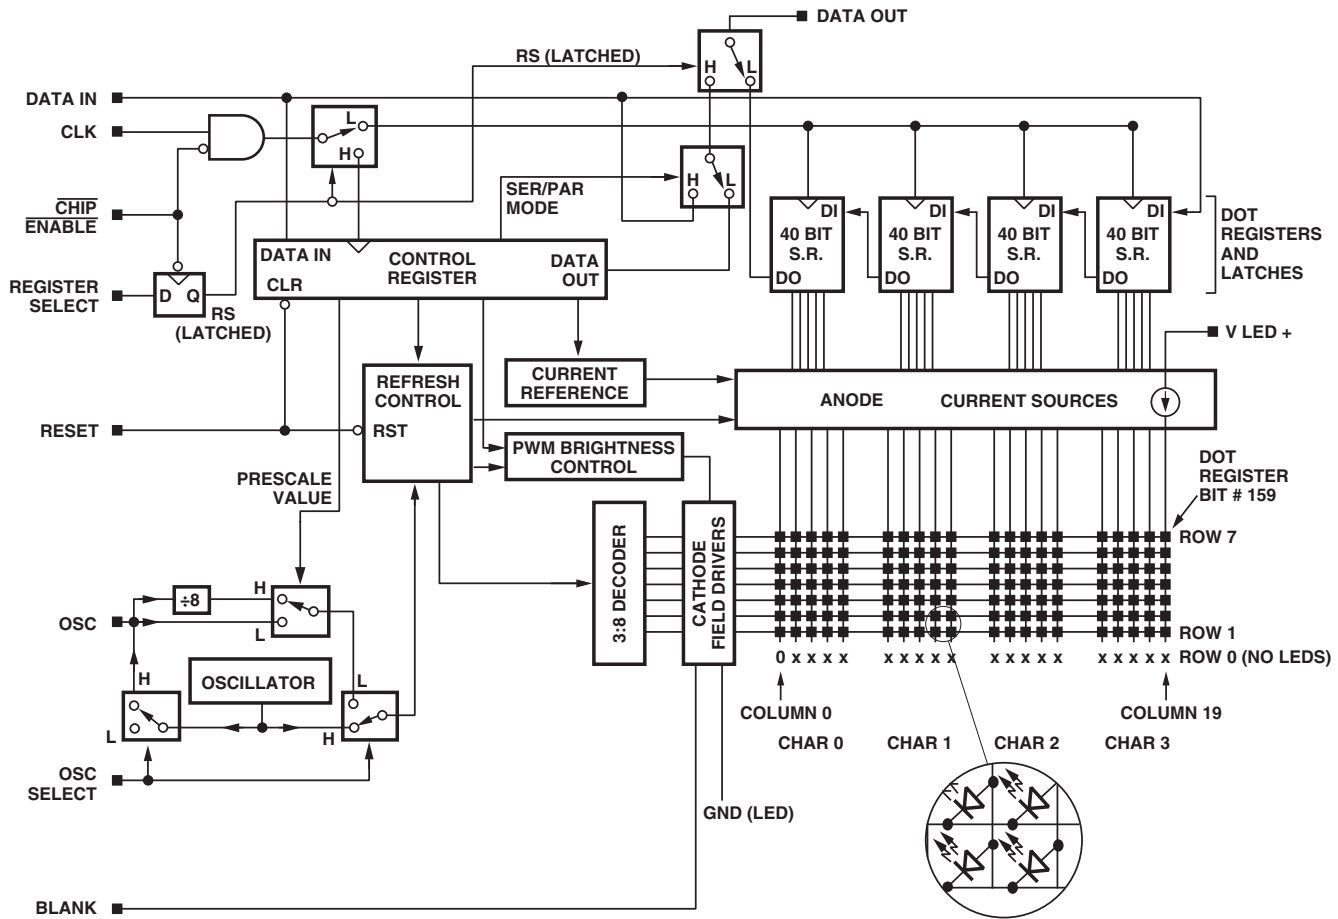 DATA OUT
RS (LATCHED)
H
L
DATA IN
CLK
L
H
H
L
SER/PAR
MODE
CHIP
ENABLE
DATA IN
CONTROL
REGISTER
DATA
OUT
CLR
REGISTER
SELECT
D
Q
RS
(LATCHED)
DI
40 BIT
S.R.
DO
DI
40 BIT
S.R.
DO
DI
40 BIT
S.R.
DO
DI
40 BIT
S.R.
DO
DOT
REGISTERS
AND
LATCHES
V LED +
REFRESH
CONTROL
RST
CURRENT
REFERENCE
ANODE
CURRENT SOURCES
RESET
PWM BRIGHTNESS
CONTROL
PRESCALE
VALUE
DOT
REGISTER
BIT # 159
3:8 DECODER
CATHODE
FIELD DRIVERS
ROW 7
ROW 1
0 x x x x
x x x x x
x x x x x
x x x x x
ROW 0 (NO LEDS)
÷8
H
L
OSC
H
L
OSCILLATOR
L
H
COLUMN 0
COLUMN 19
CHAR 0
CHAR 1
CHAR 2
CHAR 3
OSC
SELECT
GND (LED)
BLANK